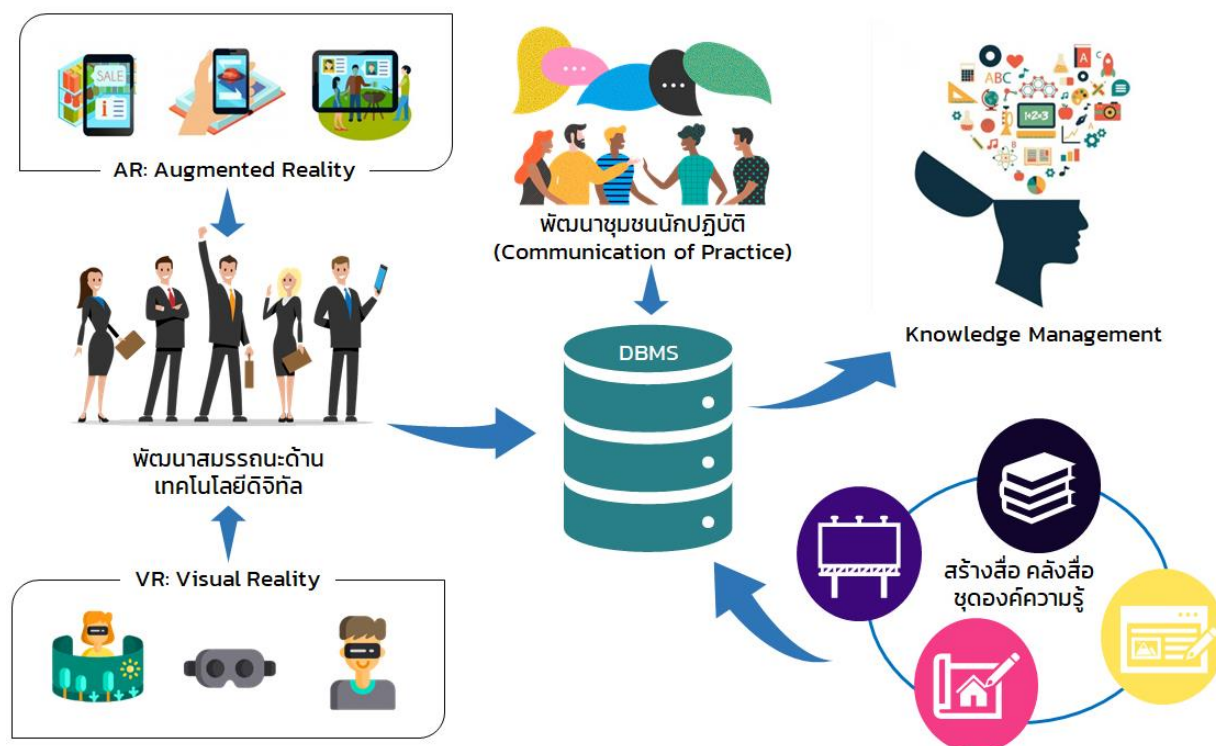 SALE
i
AR: Augmented Reality
พัฒนาชุมชนนักปฏิบัติ
(Communication of Practice)
A
ABC
1+2=3
B
Knowledge Management
DBMS
พัฒนาสมรรถนะด้าน
เทคโนโลยีดิจิทัล
VR: Visual Reality
สร้างสื่อ คลังสื่อ
ชุดองค์ความรู้